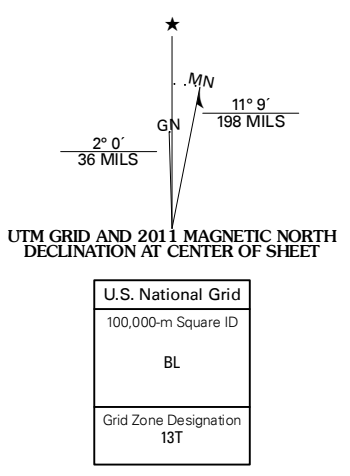 ★
MN
GN
11° 9´
198 MILS
2° 0´
36 MILS
UTM GRID AND 2011 MAGNETIC NORTH
DECLINATION AT CENTER OF SHEET
U.S. National Grid
100,000-m Square ID
BL
Grid Zone Designation
13T